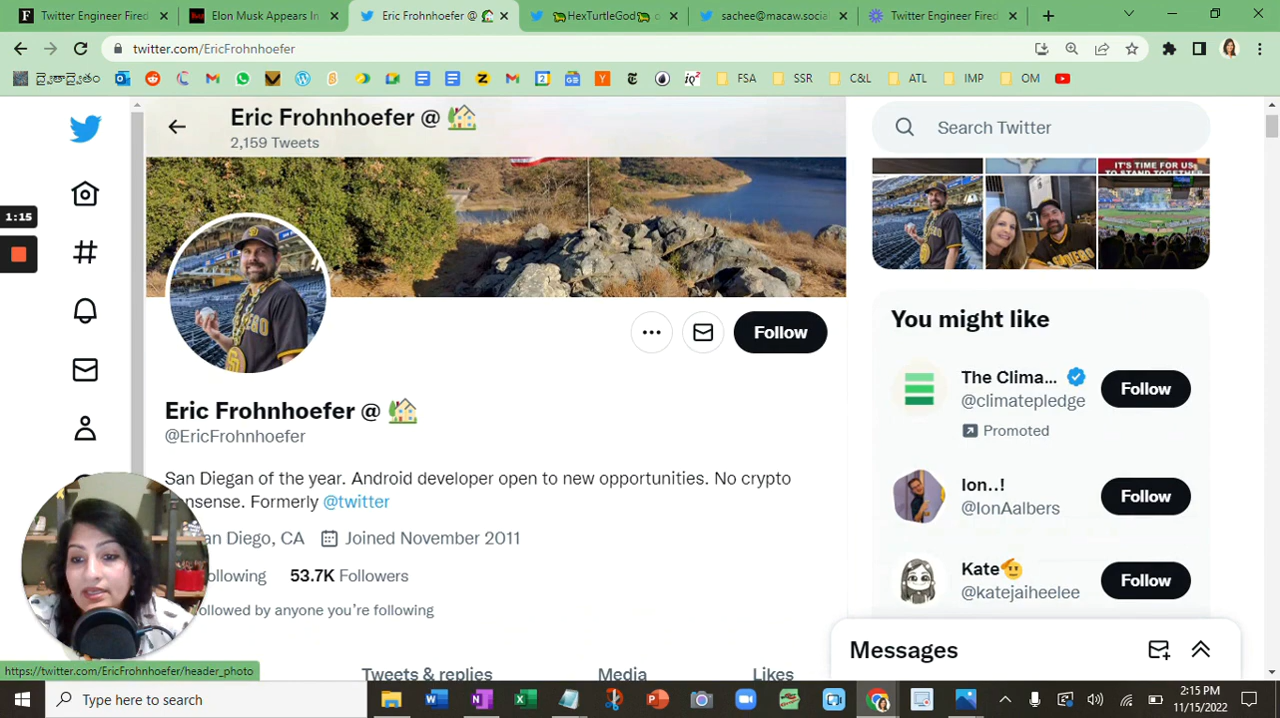 Twitter Engineer Fired
Elon Musk Appears In
Eric Frohnhoefer @
HexTurtleGod
sachee@macaw.socia
Twitter Engineer Fired
twitter.com/EricFrohnhoefer
FSA
SSR
C&L
ATL
IMP
OM
Eric Frohnhoefer @
2,159 Tweets
Search Twitter
IT'S TIME FOR US
TO STAND TOGETHER
1:15
Follow
You might like
The Clima...
@climatepledge
Promoted
Follow
Eric Frohnhoefer @
@EricFrohnhoefer
San Diegan of the year. Android developer open to new opportunities. No crypto
nsense. Formerly @twitter
an Diego, CA Joined November 2011
ollowing 53.7K Followers
ollowed by anyone you're following
Ion..!
@IonAalbers
Follow
Kate
@katejaiheelee
Follow
Messages
Tweets & replies
Media
Likes
https://twitter.com/EricFrohnhoefer/header_photo
Type here to search
2:15 PM
11/15/2022